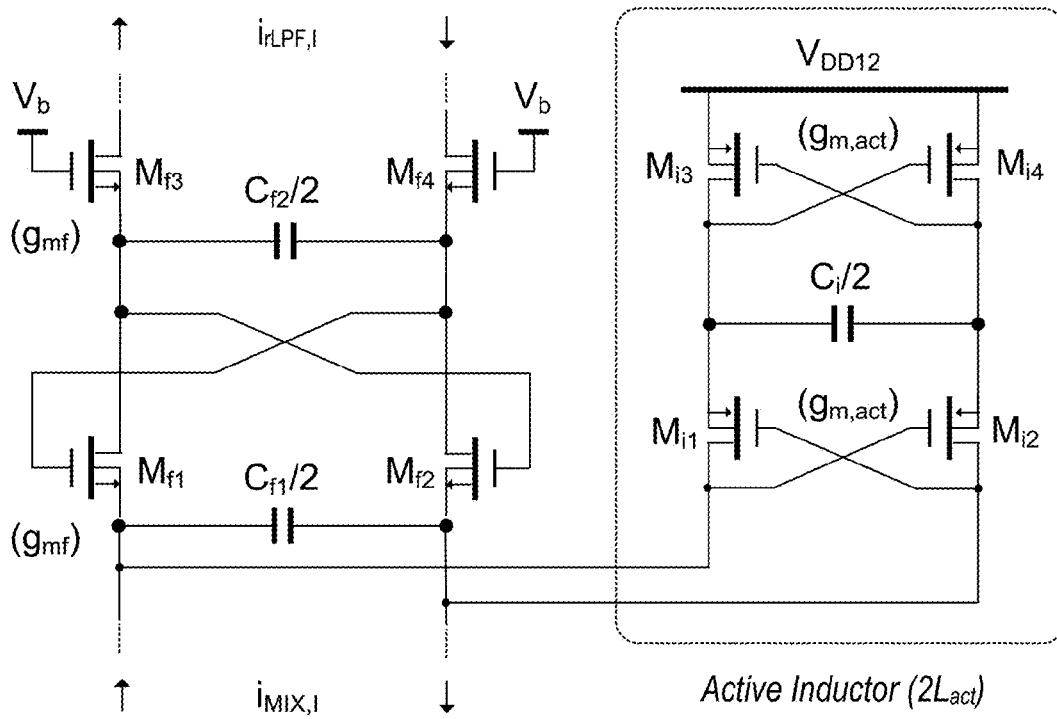 i_rLPF,I
V_DD12
V_b
V_b
(g_m,act)
M_f3
M_f4
M_i3
M_i4
C_f2/2
(g_mf)
C_i/2
(g_m,act)
M_i1
M_i2
M_f1
C_f1/2
M_f2
(g_mf)
i_MIX,I
Active Inductor (2L_act)